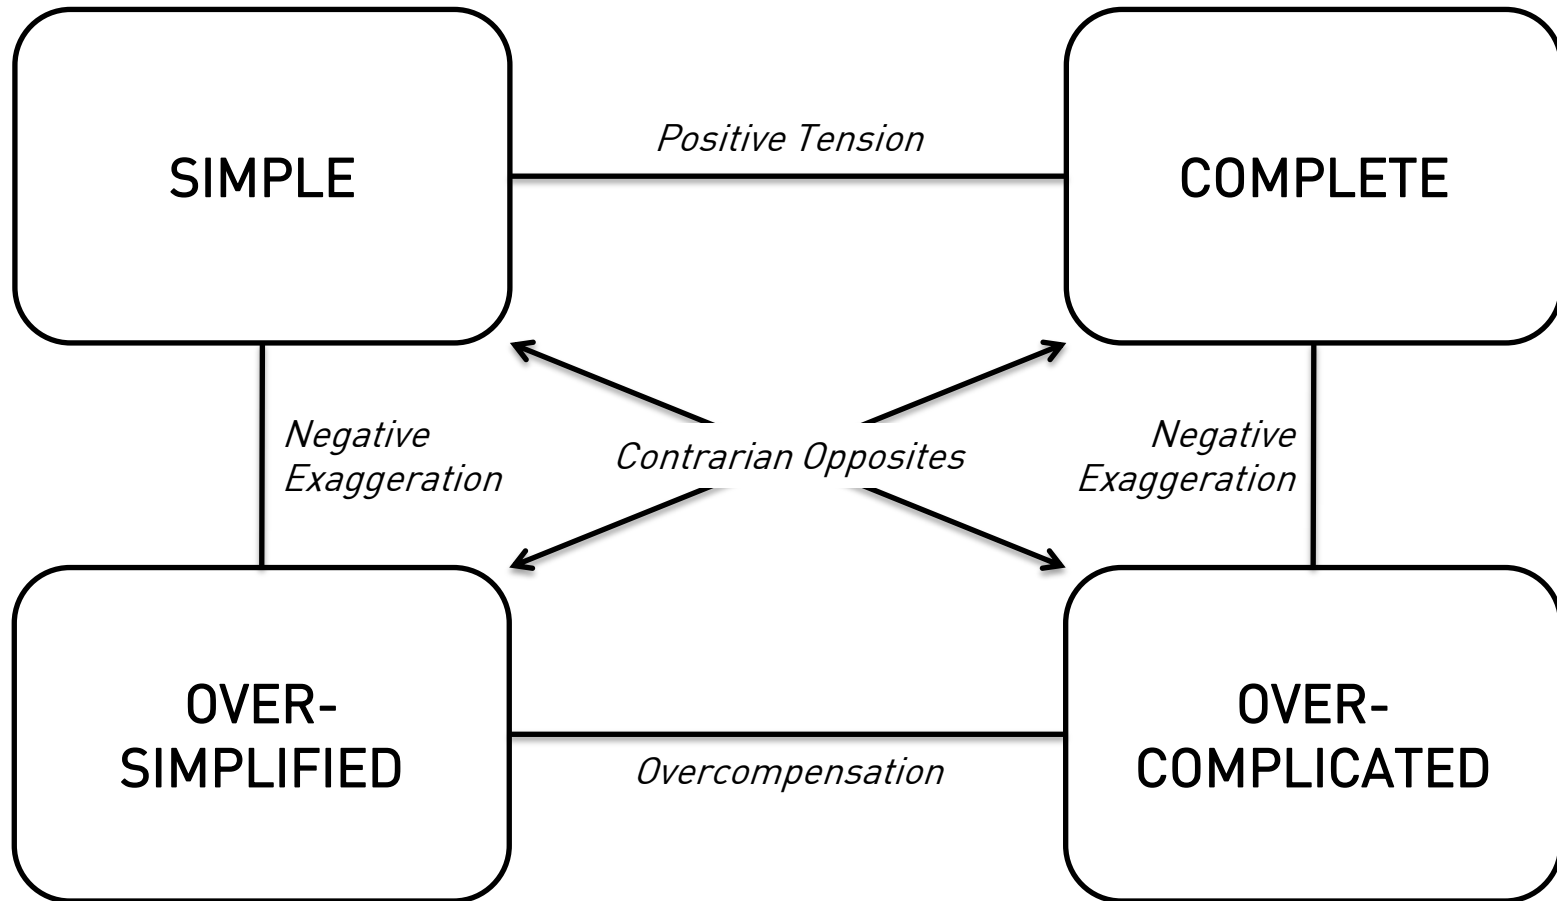 Positive Tension
SIMPLE
COMPLETE
Negative
Exaggeration
Contrarian Opposites
Negative
Exaggeration
OVER-
SIMPLIFIED
OVER-
COMPLICATED
Overcompensation